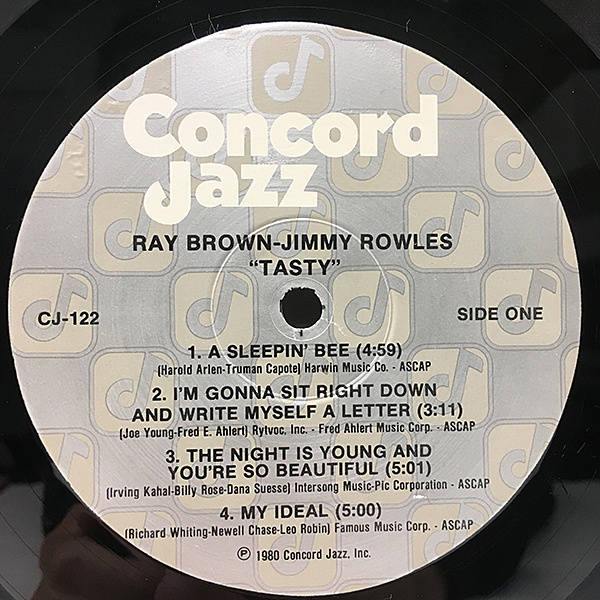 Concord
Jazz
RAY BROWN-JIMMY ROWLES
"TASTY"
CJ-122
SIDE ONE
1. A SLEEPIN' BEE (4:59)
(Harold Arlen-Truman Capote) Harwin Music Co. - ASCAP
2. I'M GONNA SIT RIGHT DOWN
AND WRITE MYSELF A LETTER (3:11)
(Joe Young-Fred E. Ahlert) Rytvoc, Inc. - Fred Ahlert Music Corp. - ASCAP
3. THE NIGHT IS YOUNG AND
YOU'RE SO BEAUTIFUL (5:01)
(Irving Kahal-Billy Rose-Dana Suesse) Intersong Music-Pic Corporation - ASCAP
4. MY IDEAL (5:00)
(Richard Whiting-Newell Chase-Leo Robin) Famous Music Corp. - ASCAP
℗ 1980 Concord Jazz, Inc.